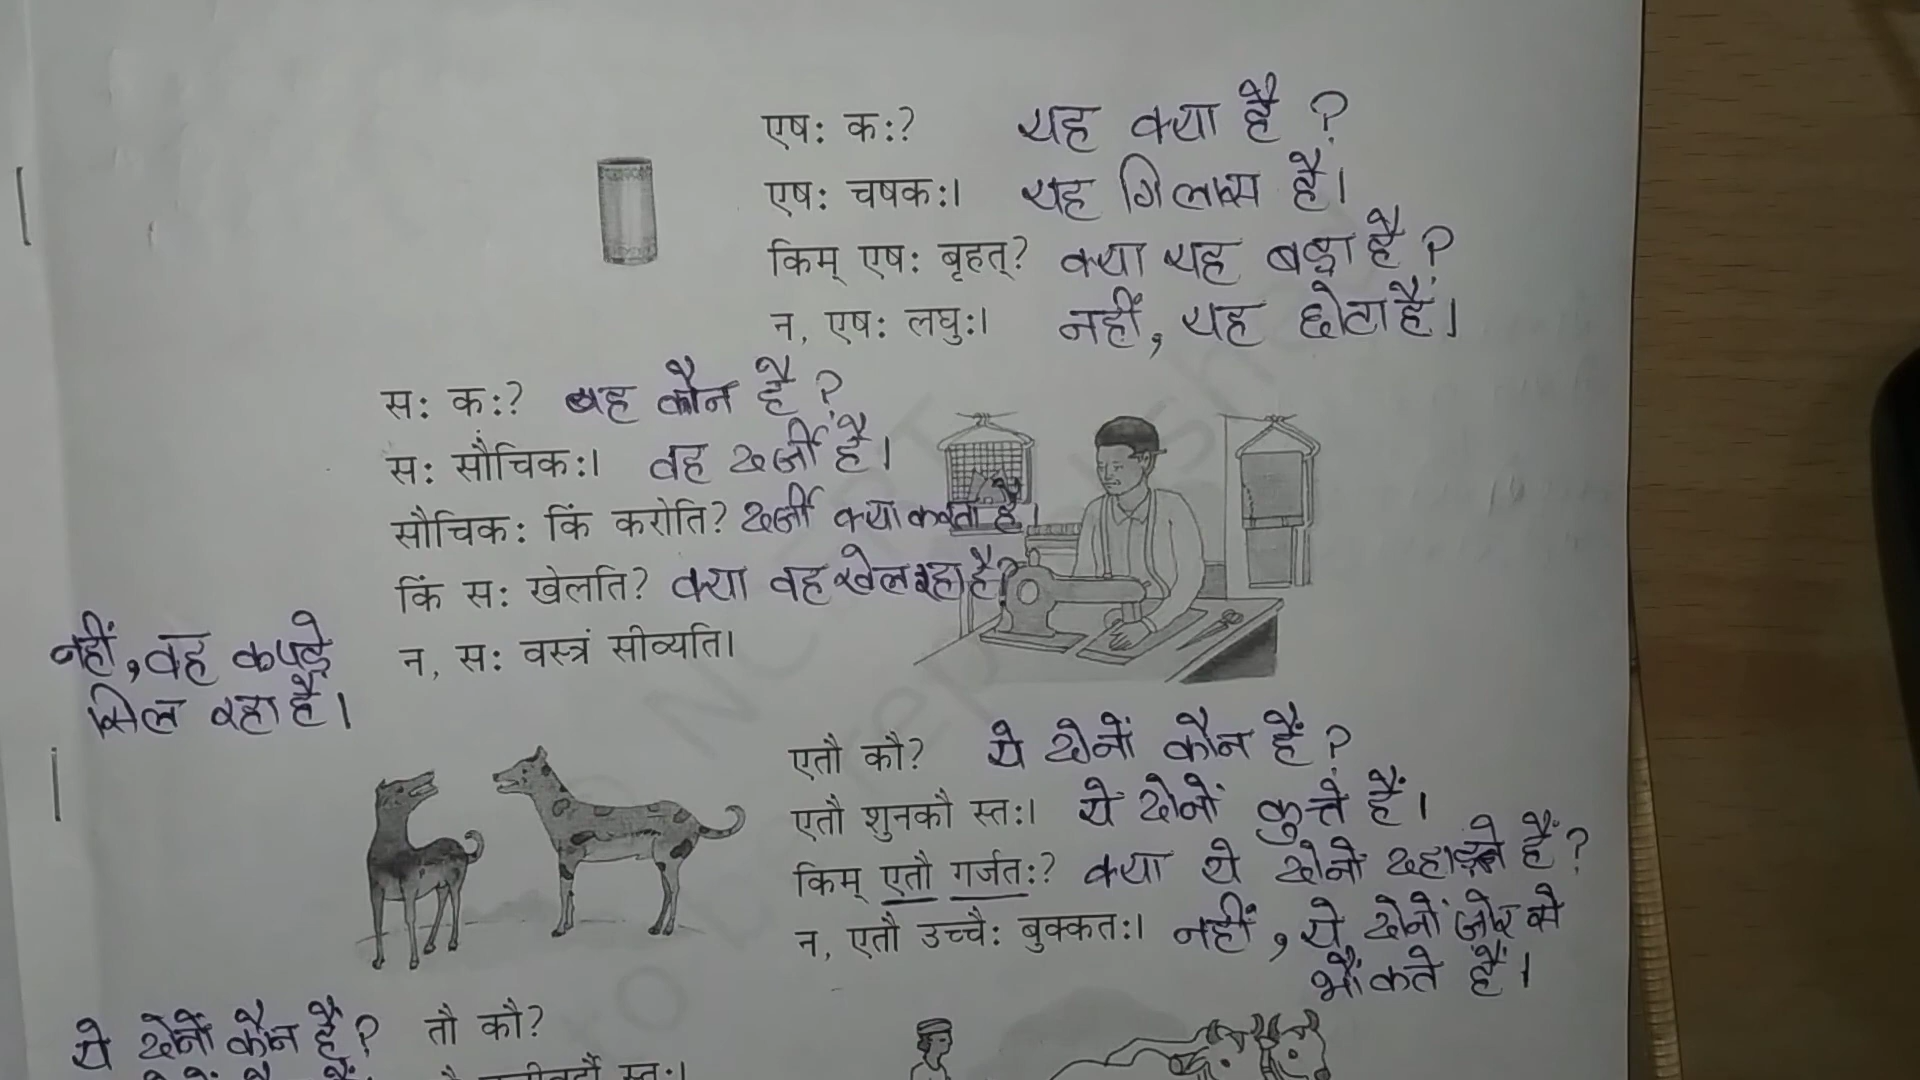 एषः कः? यह क्या है ?
एषः चषकः। यह गिलास है।
किम् एषः बृहत्? क्या यह बड़ा है ?
न, एषः लघुः। नहीं, यह छोटा है।
सः कः? वह कौन है ?
सः सौचिकः। वह दर्जी है।
सौचिकः किं करोति? दर्जी क्या करता है।
किं सः खेलति? क्या वह खेल रहा है?
न, सः वस्त्रं सीव्यति।
नहीं, वह कपड़े
सिल रहा है।
एतौ कौ? ये दोनों कौन हैं ?
एतौ शुनकौ स्तः। ये दोनों कुत्ते हैं।
किम् एतौ गर्जतः? क्या ये दोनो दहाड़ते हैं ?
न, एतौ उच्चैः बुक्कतः। नहीं, ये दोनों जोर से
भौंकते हैं।
ये दोनों कौन हैं ? तौ कौ?
स्तः।